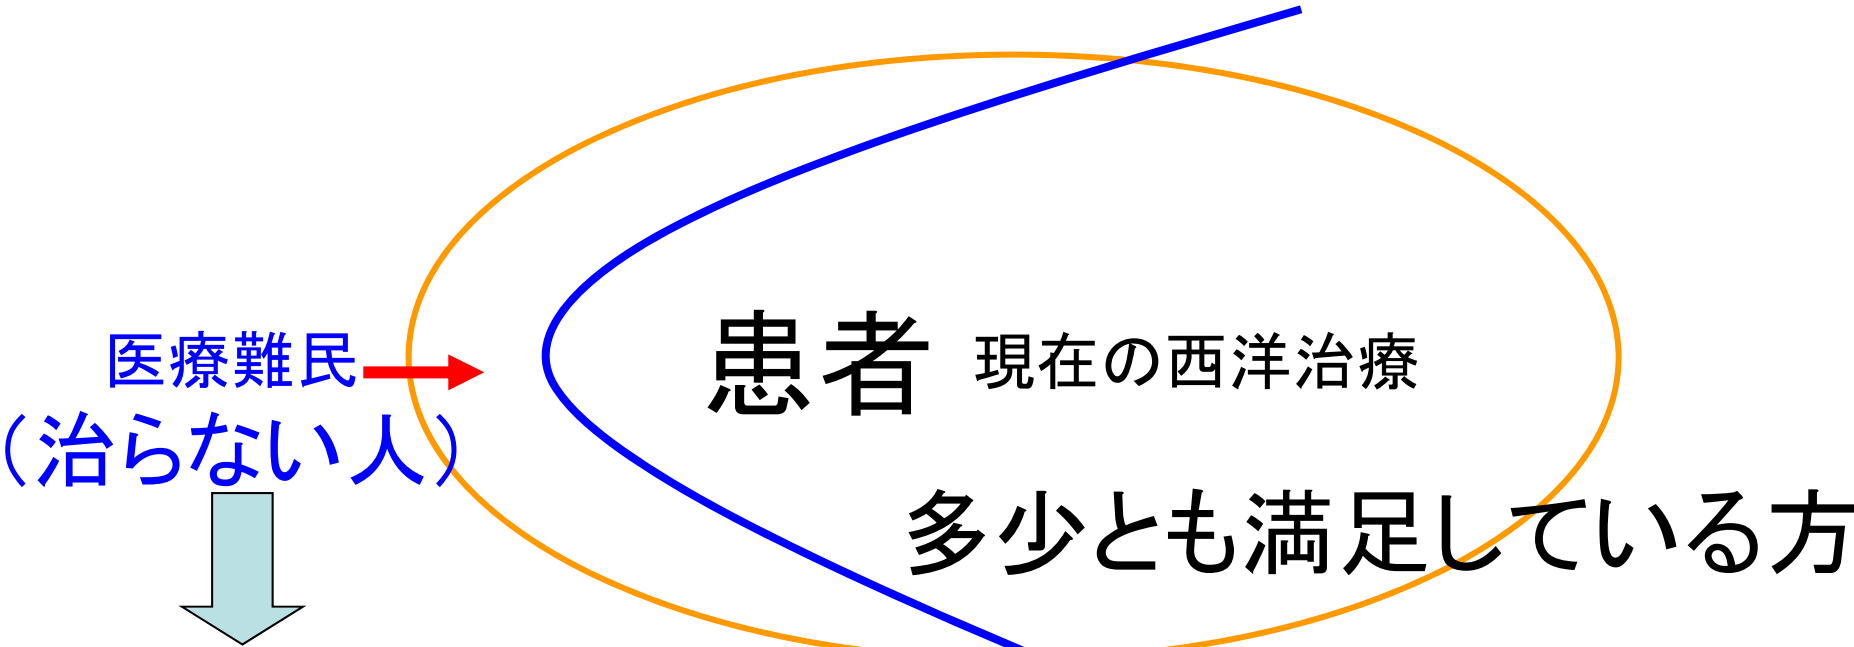 医療難民
（治らない人）
患者 現在の西洋治療
多少とも満足している方